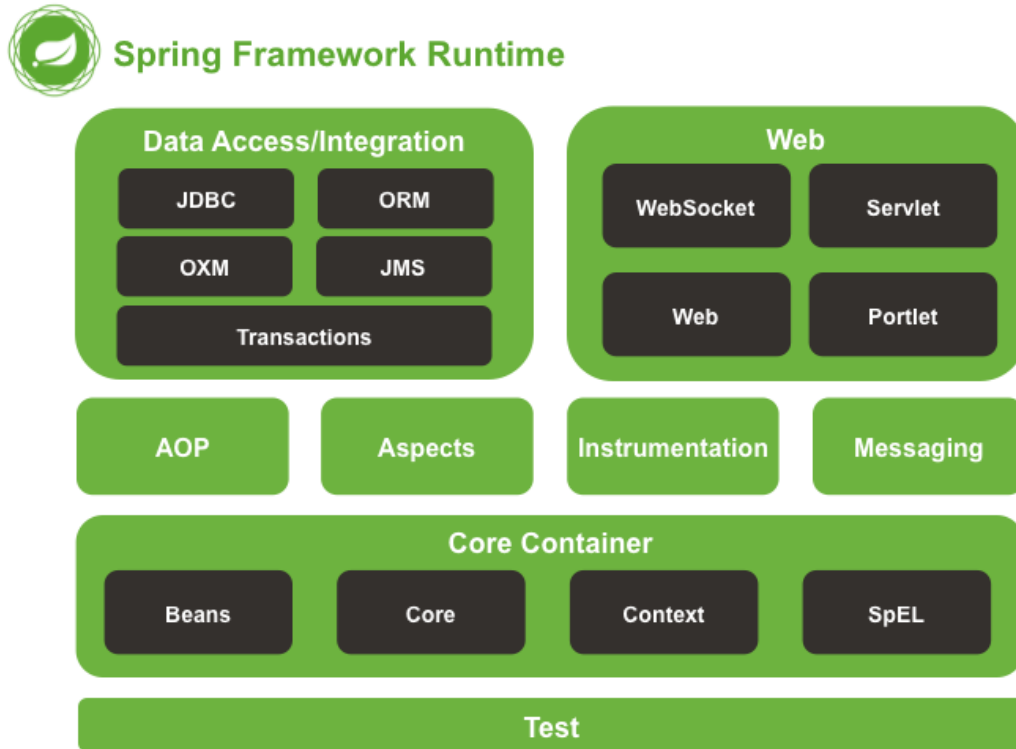 Spring Framework Runtime
Data Access/Integration
JDBC
ORM
OXM
JMS
Transactions
Web
WebSocket
Servlet
Web
Portlet
AOP
Aspects
Instrumentation
Messaging
Core Container
Beans
Core
Context
SpEL
Test